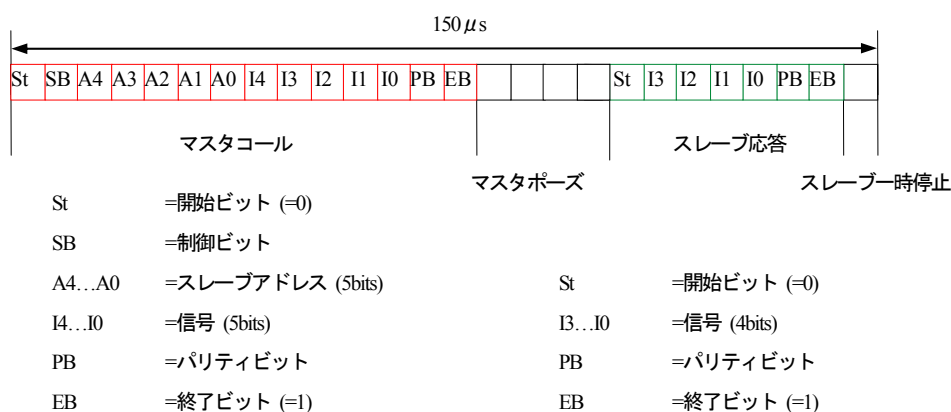 150μs
St SB A4 A3 A2 A1 A0 I4 I3 I2 I1 I0 PB EB St I3 I2 I1 I0 PB EB
マスタコール スレーブ応答
マスタポーズ スレーブ一時停止
St =開始ビット (=0)
SB =制御ビット
A4…A0 =スレーブアドレス (5bits) St =開始ビット (=0)
I4…I0 =信号 (5bits) I3…I0 =信号 (4bits)
PB =パリティビット PB =パリティビット
EB =終了ビット (=1) EB =終了ビット (=1)